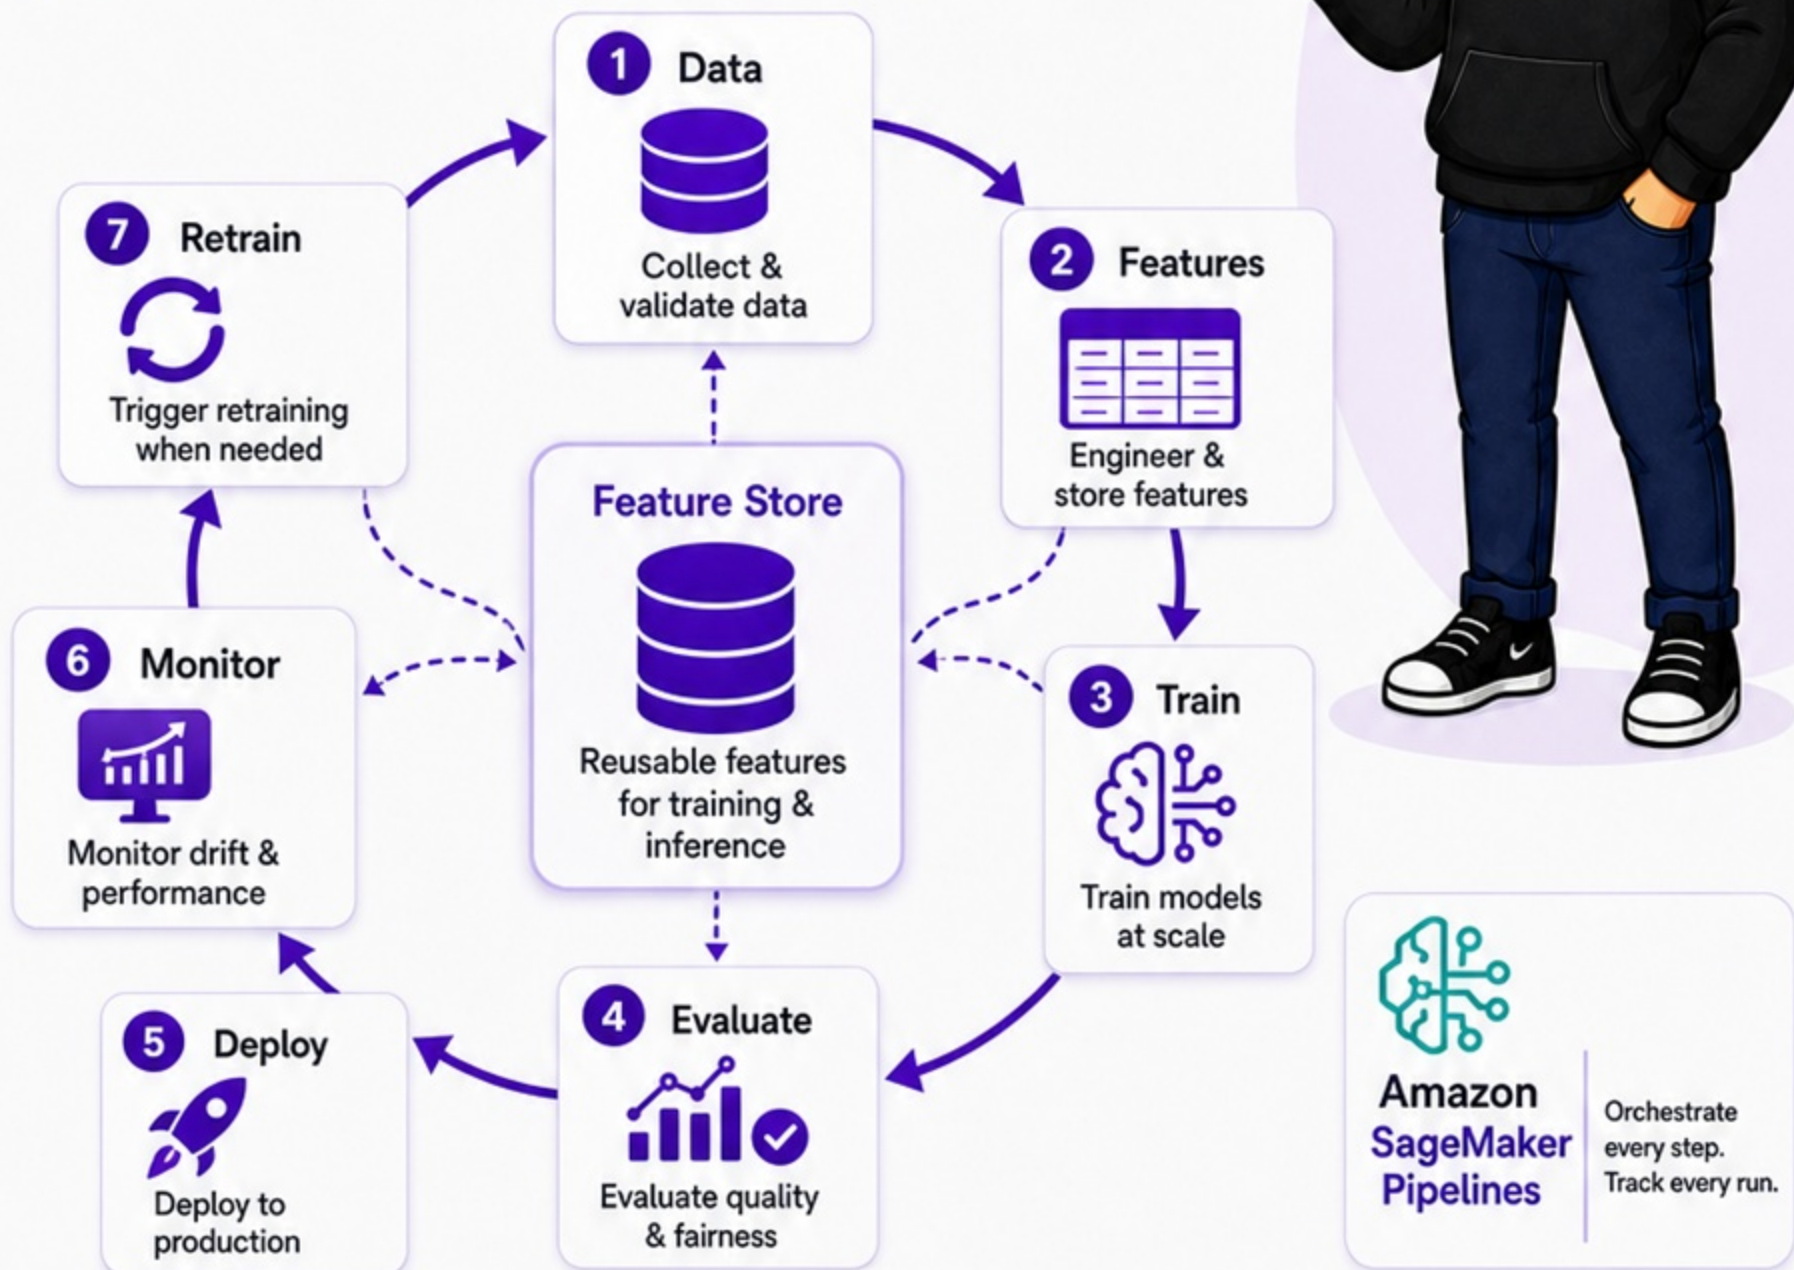 1 Data
Collect &
validate data
2 Features
Engineer &
store features
3 Train
Train models
at scale
4 Evaluate
Evaluate quality
& fairness
5 Deploy
Deploy to
production
6 Monitor
Monitor drift &
performance
7 Retrain
Trigger retraining
when needed
Feature Store
Reusable features
for training &
inference
Amazon
SageMaker
Pipelines
Orchestrate
every step.
Track every run.